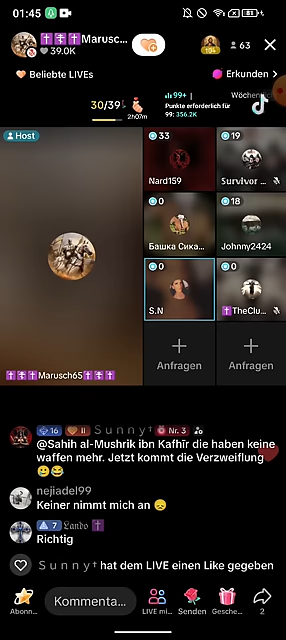 01:45
81
✝️☦️✝️Marusc...
39.0K
63
Beliebte LIVEs
Erkunden >
30/39
2h07m
99+
Punkte erforderlich für
99: 356.2K
Wöchen
Host
33
Nard159
19
Survivor ...
0
Башка Сика...
18
Johnny2424
0
S.N
0
✝️TheClu...
Anfragen
Anfragen
✝️☦️✝️Marusch65✝️☦️✝️
16 II Sunny✝ Nr. 3
@Sahih al-Mushrik ibn Kafhīr die haben keine
waffen mehr. Jetzt kommt die Verzweiflung
🙂😂
nejiadel99
Keiner nimmt mich an 😞
7 𝔏𝔞𝔫𝔡𝔬 ✝️
Richtig
Sunny✝ hat dem LIVE einen Like gegeben
Abonn...
Kommenta...
LIVE mi...
Senden
Gesche...
2